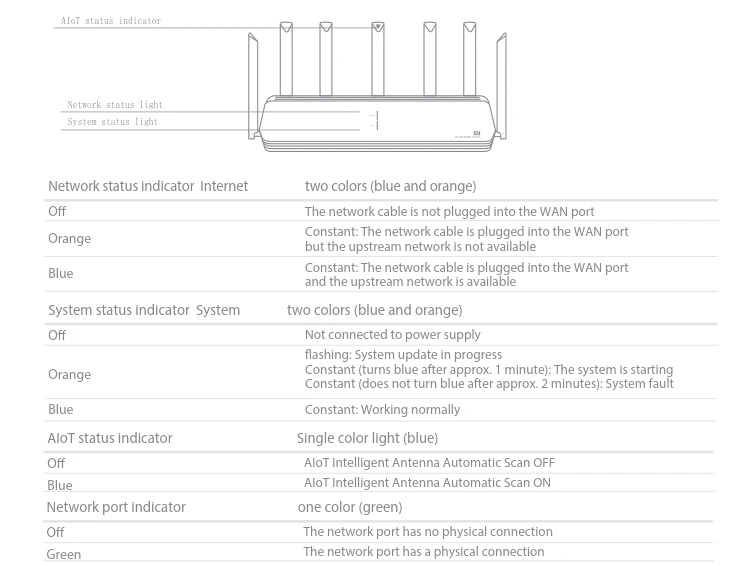 AIoT status indicator
Network status light
System status light
MI
Network status indicator Internet two colors (blue and orange)
Off The network cable is not plugged into the WAN port
Orange Constant: The network cable is plugged into the WAN port
but the upstream network is not available
Blue Constant: The network cable is plugged into the WAN port
and the upstream network is available
System status indicator System two colors (blue and orange)
Off Not connected to power supply
flashing: System update in progress
Orange Constant (turns blue after approx. 1 minute): The system is starting
Constant (does not turn blue after approx. 2 minutes): System fault
Blue Constant: Working normally
AIoT status indicator Single color light (blue)
Off AIoT Intelligent Antenna Automatic Scan OFF
Blue AIoT Intelligent Antenna Automatic Scan ON
Network port indicator one color (green)
Off The network port has no physical connection
Green The network port has a physical connection